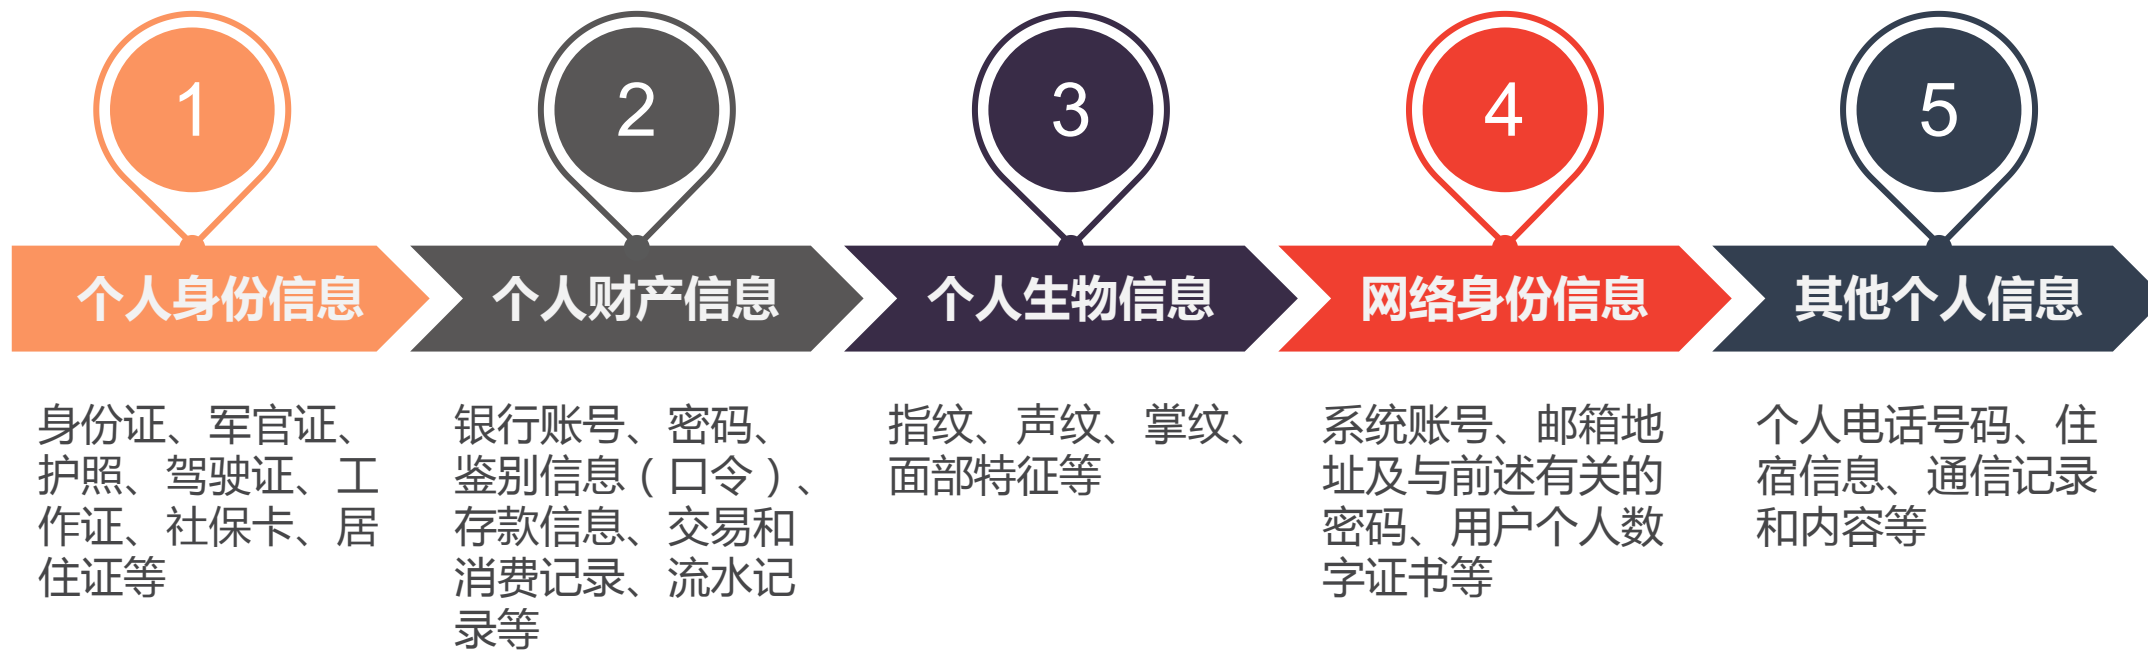 1
个人身份信息
身份证、军官证、
护照、驾驶证、工
作证、社保卡、居
住证等
2
个人财产信息
银行账号、密码、
鉴别信息（口令）、
存款信息、交易和
消费记录、流水记
录等
3
个人生物信息
指纹、声纹、掌纹、
面部特征等
4
网络身份信息
系统账号、邮箱地
址及与前述有关的
密码、用户个人数
字证书等
5
其他个人信息
个人电话号码、住
宿信息、通信记录
和内容等